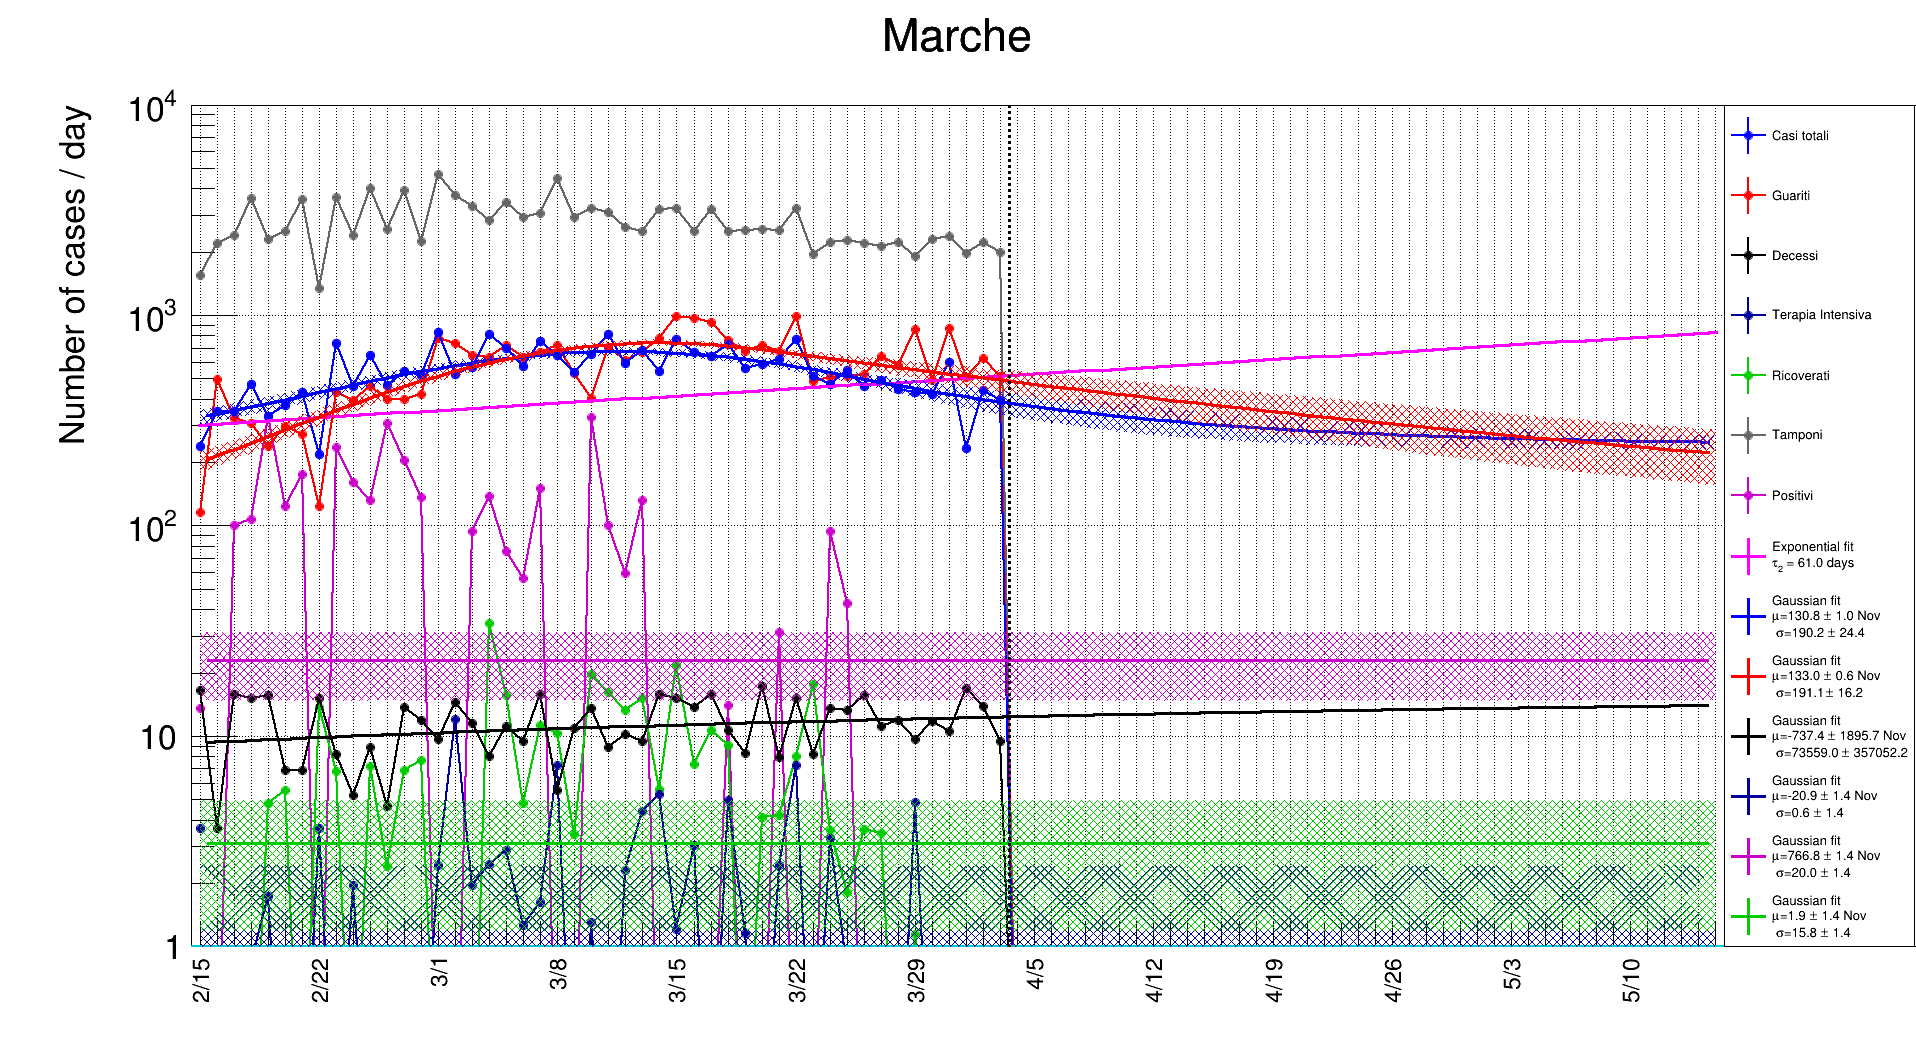 Marche
Number of cases / day
10⁴
10³
10²
10
1
2/15
2/22
3/1
3/8
3/15
3/22
3/29
4/5
4/12
4/19
4/26
5/3
5/10
Casi totali
Guariti
Decessi
Terapia Intensiva
Ricoverati
Tamponi
Positivi
Exponential fit
τ₂ = 61.0 days
Gaussian fit
μ=130.8 ± 1.0 Nov
σ=190.2 ± 24.4
Gaussian fit
μ=133.0 ± 0.6 Nov
σ=191.1 ± 16.2
Gaussian fit
μ=-737.4 ± 1895.7 Nov
σ=73559.0 ± 357052.2
Gaussian fit
μ=-20.9 ± 1.4 Nov
σ=0.6 ± 1.4
Gaussian fit
μ=766.8 ± 1.4 Nov
σ=20.0 ± 1.4
Gaussian fit
μ=1.9 ± 1.4 Nov
σ=15.8 ± 1.4